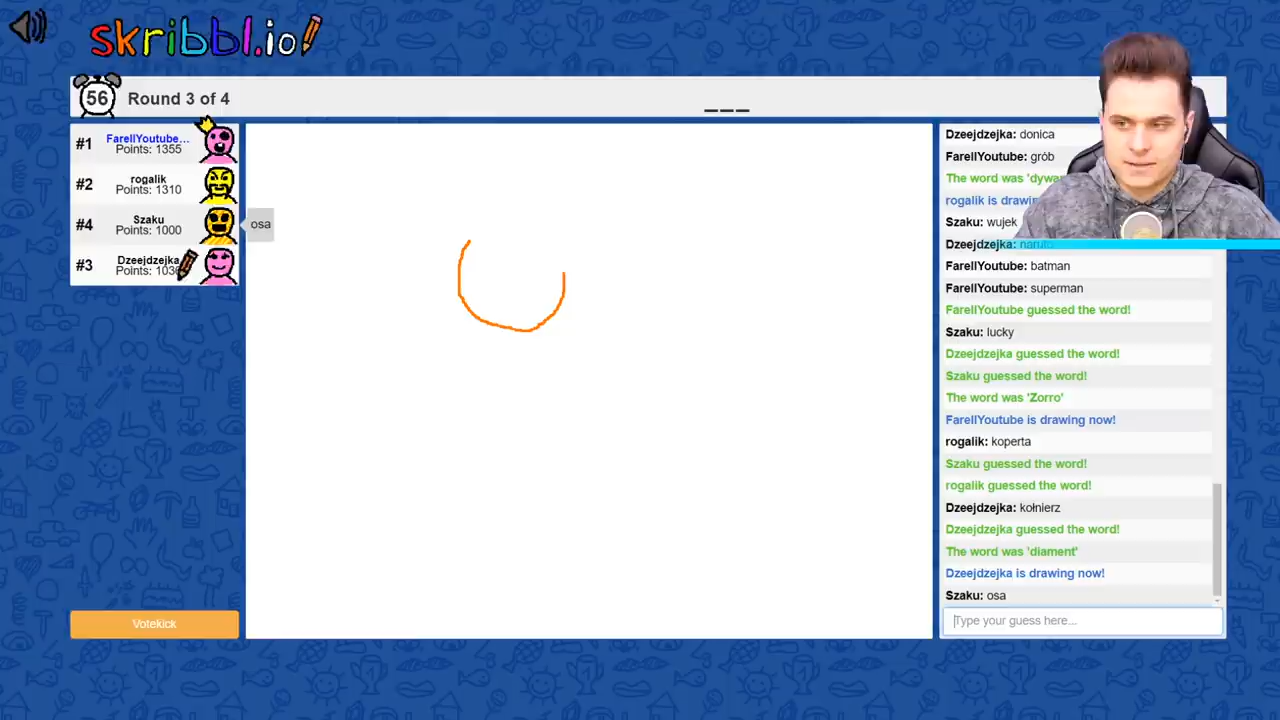 skribbl.io
56
Round 3 of 4
___
#1 FarellYoutube...
Points: 1355
#2 rogalik
Points: 1310
#4 Szaku
Points: 1000
osa
#3 Dzeejdzejka
Points: 103
Votekick
Dzeejdzejka: donica
FarellYoutube: grób
The word was
rogalik is
Szaku: wujek
Dzeejdzejka: naruto
FarellYoutube: batman
FarellYoutube: superman
FarellYoutube guessed the word!
Szaku: lucky
Dzeejdzejka guessed the word!
Szaku guessed the word!
The word was 'Zorro'
FarellYoutube is drawing now!
rogalik: koperta
Szaku guessed the word!
rogalik guessed the word!
Dzeejdzejka: kołnierz
Dzeejdzejka guessed the word!
The word was 'diament'
Dzeejdzejka is drawing now!
Szaku: osa
Type your guess here...